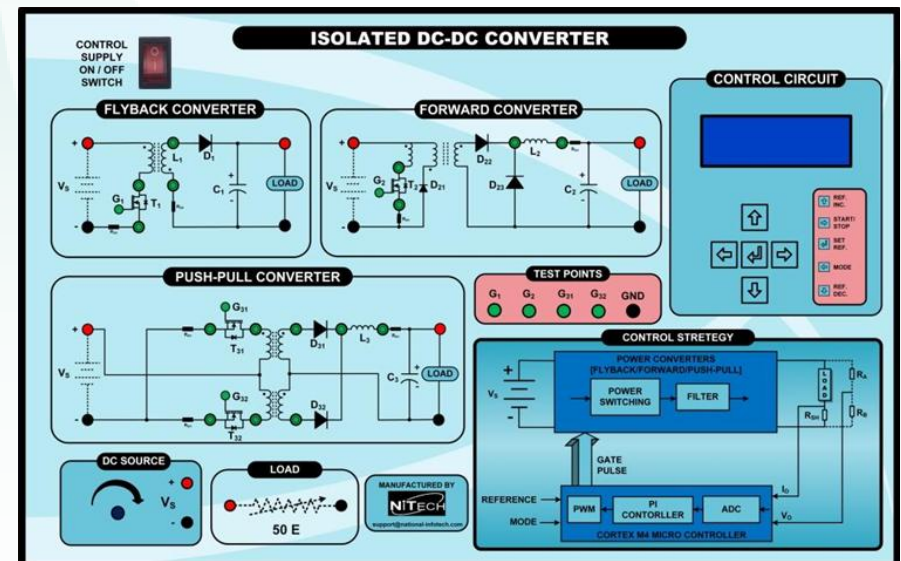 ISOLATED DC-DC CONVERTER
CONTROL
SUPPLY
ON / OFF
SWITCH
FLYBACK CONVERTER
+
VS
-
G1
T1
L1
D1
C1
+
-
LOAD
FORWARD CONVERTER
+
VS
-
G2
T2
D21
D22
D23
L2
C2
+
-
LOAD
CONTROL CIRCUIT
REF.
INC.
START/
STOP
SET
REF.
MODE
REF.
DEC.
PUSH-PULL CONVERTER
+
VS
-
G31
T31
G32
T32
D31
D32
L3
C3
+
-
LOAD
TEST POINTS
G1 G2 G31 G32 GND
CONTROL STRETEGY
POWER CONVERTERS
[FLYBACK/FORWARD/PUSH-PULL]
+
VS
-
POWER
SWITCHING
FILTER
LOAD
RSH
RA
RB
GATE
PULSE
REFERENCE
MODE
PWM
PI
CONTORLLER
ADC
IO
VO
CORTEX M4 MICRO CONTROLLER
DC SOURCE
+
VS
-
LOAD
50 E
MANUFACTURED BY
NITECH
support@national-infotech.com